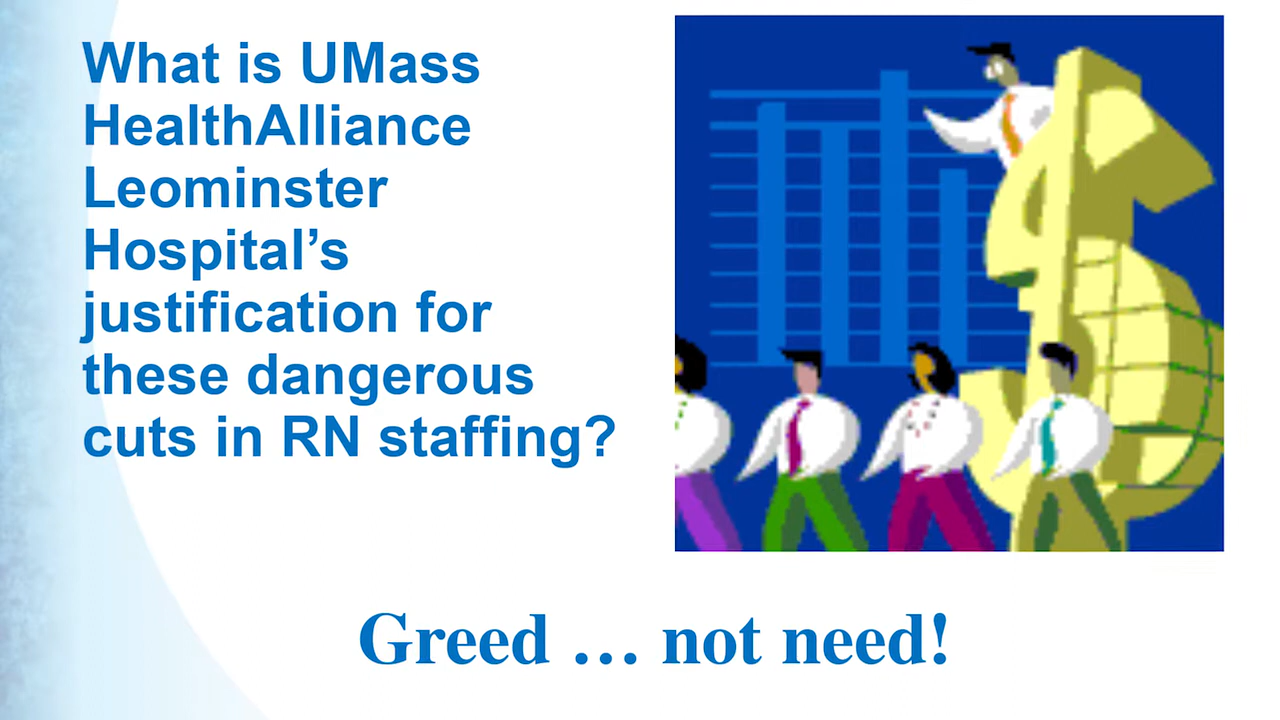 What is UMass
HealthAlliance
Leominster
Hospital’s
justification for
these dangerous
cuts in RN staffing?
Greed … not need!